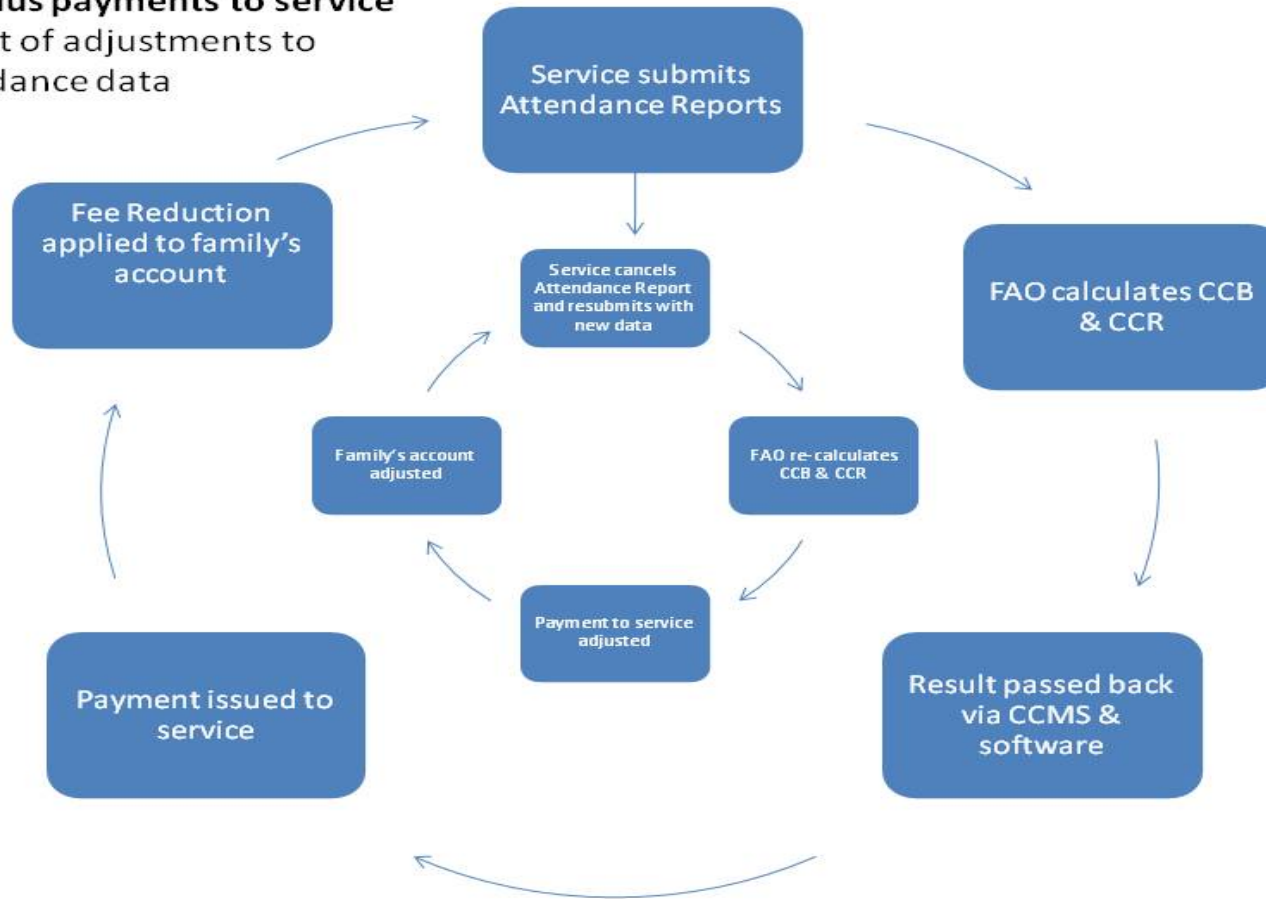 payments to service
of adjustments to
data
Service submits
Attendance Reports
Fee Reduction
applied to family's
account
Service cancels
Attendance Report
and resubmits with
new data
FAO calculates CCB
& CCR
Family's account
adjusted
FAO re-calculates
CCB & CCR
Payment to service
adjusted
Payment issued to
service
Result passed back
via CCMS &
software